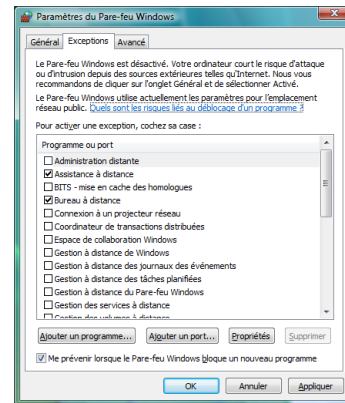 Paramètres du Pare-feu Windows
Général Exceptions Avancé
Le Pare-feu Windows est désactivé. Votre ordinateur court le risque d'attaque
ou d'intrusion depuis des sources extérieures telles qu'Internet. Nous vous
recommandons de cliquer sur l'onglet Général et de sélectionner Activé.
Le Pare-feu Windows utilise actuellement les paramètres pour l'emplacement
réseau public. Quels sont les risques liés au déblocage d'un programme ?
Pour activer une exception, cochez sa case :
Programme ou port
Administration distante
Assistance à distance
BITS - mise en cache des homologues
Bureau à distance
Connexion à un projecteur réseau
Coordinateur de transactions distribuées
Espace de collaboration Windows
Gestion à distance de Windows
Gestion à distance des journaux des événements
Gestion à distance des tâches planifiées
Gestion à distance du Pare-feu Windows
Gestion des services à distance
Gestion des volumes à distance
Ajouter un programme... Ajouter un port... Propriétés Supprimer
Me prévenir lorsque le Pare-feu Windows bloque un nouveau programme
OK Annuler Appliquer